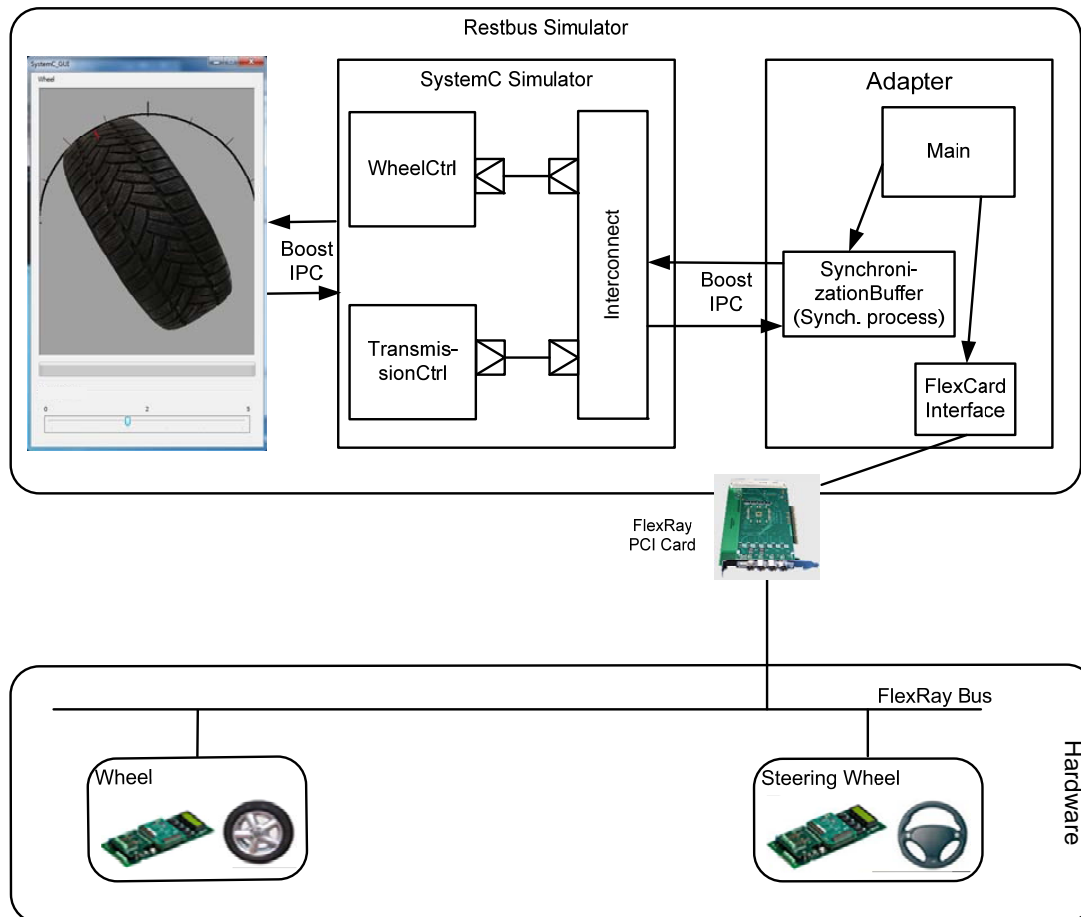 Restbus Simulator
SystemC_GUI
Wheel
0
2
5
Boost
IPC
SystemC Simulator
WheelCtrl
Transmis-
sionCtrl
Interconnect
Boost
IPC
Adapter
Main
Synchroni-
zationBuffer
(Synch. process)
FlexCard
Interface
FlexRay
PCI Card
FlexRay Bus
Wheel
Steering Wheel
Hardware